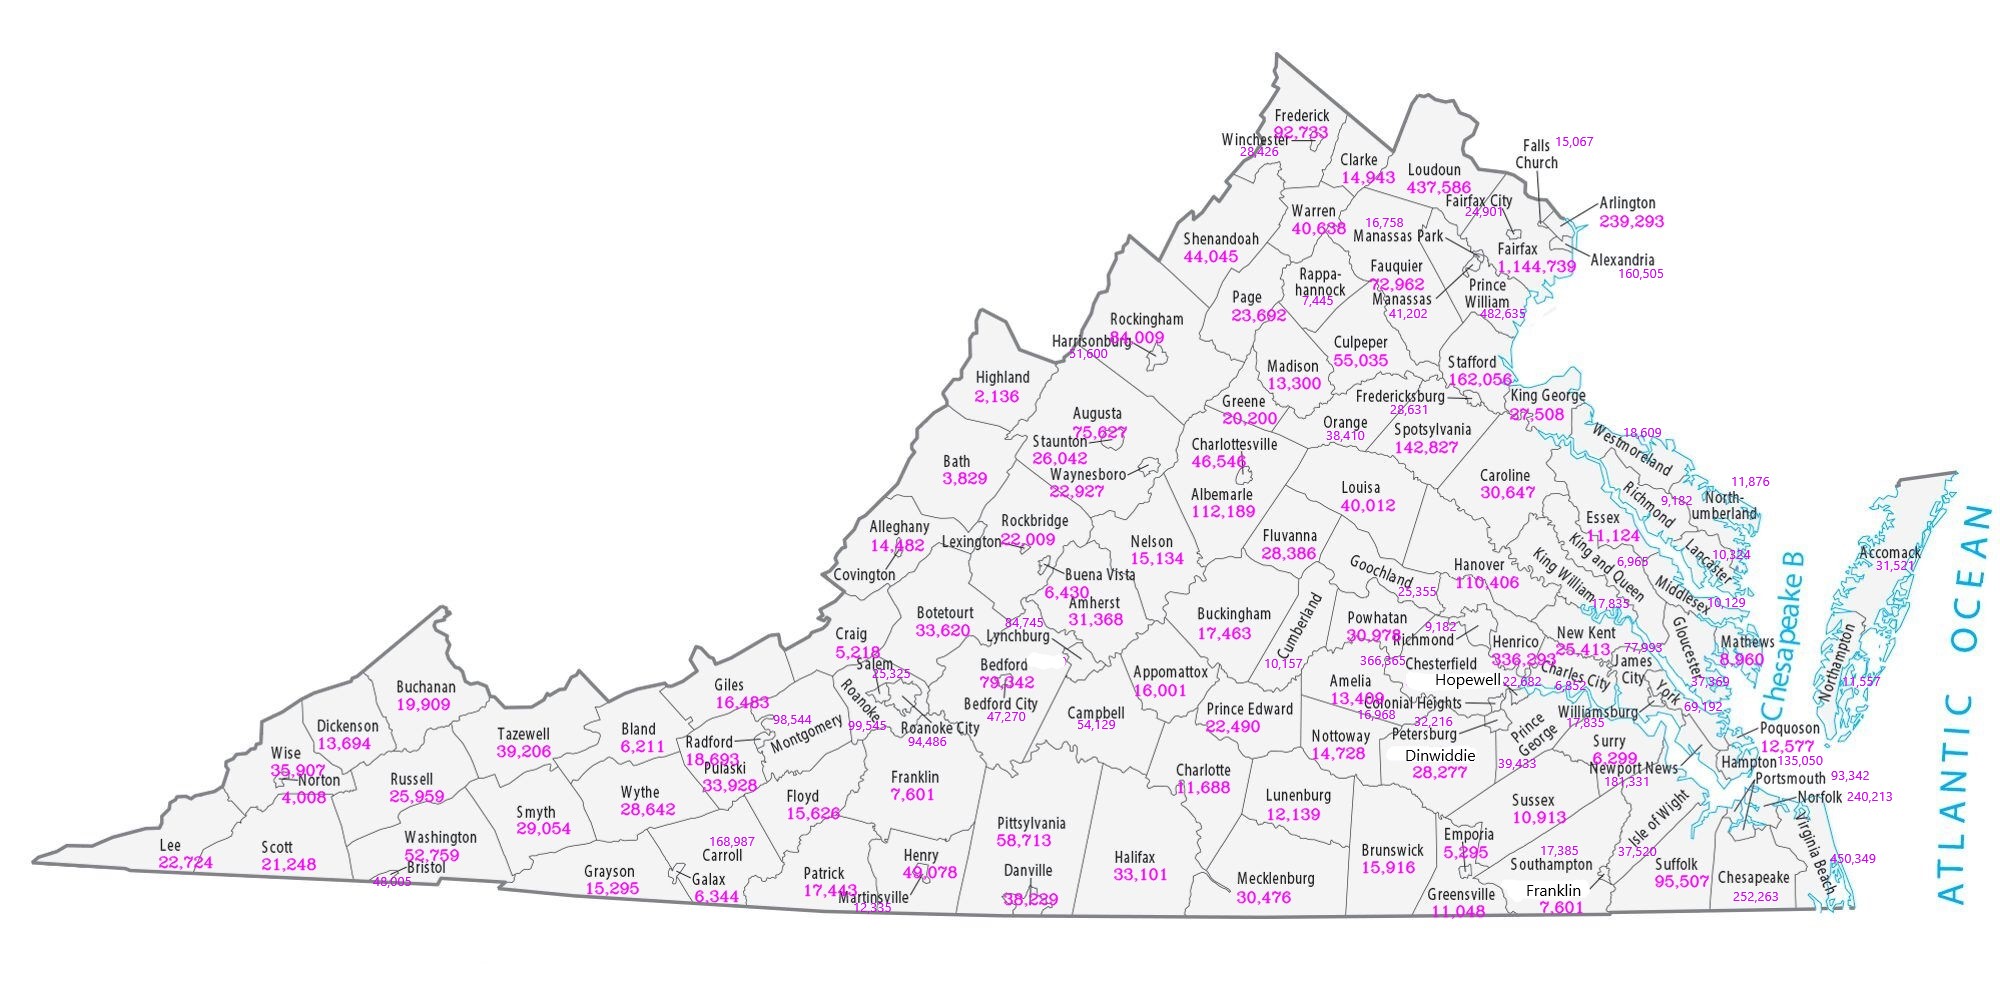 Frederick
92,733
Winchester
28,426
Clarke
14,943
Loudoun
437,586
Falls
Church
15,067
Fairfax City
24,901
Arlington
239,293
Alexandria
160,505
Fairfax
1,144,739
Warren
40,638
16,758
Manassas Park
Shenandoah
44,045
Fauquier
72,962
Manassas
41,202
Prince
William
482,635
Rappa-
hannock
7,445
Page
23,692
Rockingham
84,009
Harrisonburg
51,600
Culpeper
55,035
Madison
13,300
Stafford
162,056
Highland
2,136
Greene
20,200
Fredericksburg
28,631
King George
27,508
Orange
38,410
Spotsylvania
142,827
Augusta
75,627
Staunton
26,042
Waynesboro
22,927
Charlottesville
46,546
Albemarle
112,189
Louisa
40,012
Caroline
30,647
18,609
Westmoreland
11,876
North-
umberland
Richmond
9,182
Bath
3,829
Essex
11,124
Lancaster
10,324
Accomack
31,521
Alleghany
14,482
Covington
Rockbridge
22,009
Lexington
Nelson
15,134
Fluvanna
28,386
Goochland
25,355
Hanover
110,406
King William
17,835
King and Queen
6,965
Middlesex
10,129
Buena Vista
6,430
Amherst
31,368
Botetourt
33,620
84,745
Lynchburg
Buckingham
17,463
Cumberland
10,157
Powhatan
30,978
Richmond
9,182
366,365
Henrico
336,293
New Kent
25,413
Gloucester
37,369
Mathews
8,960
Chesapeake B
Northampton
11,557
ATLANTIC OCEAN
Craig
5,218
Salem
25,325
Roanoke
99,545
Roanoke City
94,486
Bedford
79,342
Bedford City
47,270
Campbell
54,129
Appomattox
16,001
Prince Edward
22,490
Amelia
13,409
Chesterfield
Hopewell
22,682
Colonial Heights
16,968
Petersburg
32,216
Charles City
6,852
77,993
James
City
Williamsburg
17,835
York
69,192
Poquoson
12,577
Hampton
135,050
Portsmouth
93,342
Norfolk
240,213
Newport News
181,331
Prince
George
39,433
Surry
6,299
Dinwiddie
28,277
Nottoway
14,728
Giles
16,483
Montgomery
98,544
Radford
18,693
Pulaski
33,928
Buchanan
19,909
Dickenson
13,694
Wise
35,907
Norton
4,008
Tazewell
39,206
Bland
6,211
Russell
25,959
Wythe
28,642
Smyth
29,054
Floyd
15,626
Franklin
7,601
Charlotte
11,688
Lunenburg
12,139
Sussex
10,913
Isle of Wight
37,520
Virginia Beach
450,349
Pittsylvania
58,713
Danville
38,229
Halifax
33,101
Mecklenburg
30,476
Brunswick
15,916
Emporia
5,295
Greensville
11,048
17,385
Southampton
Franklin
7,601
Suffolk
95,507
Chesapeake
252,263
Lee
22,724
Scott
21,248
Washington
52,759
Bristol
48,005
Grayson
15,295
168,987
Carroll
Galax
6,344
Patrick
17,443
Henry
49,078
Martinsville
12,335